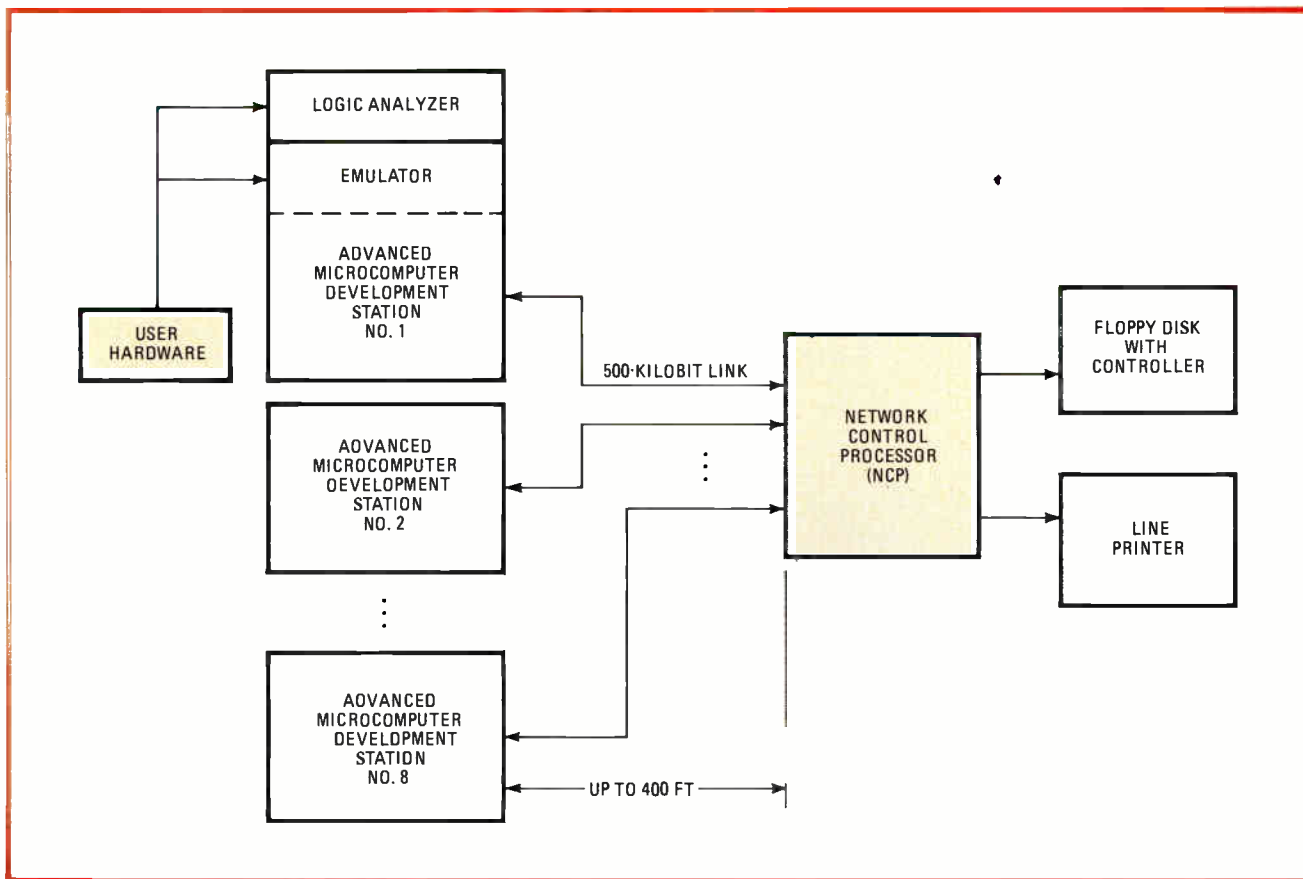 LOGIC ANALYZER
EMULATOR
ADVANCED
MICROCOMPUTER
DEVELOPMENT
STATION
NO. 1
USER
HARDWARE
500-KILOBIT LINK
AOVANCED
MICROCOMPUTER
OEVELOPMENT
STATION
NO. 2
NETWORK
CONTROL
PROCESSOR
(NCP)
FLOPPY DISK
WITH
CONTROLLER
LINE
PRINTER
AOVANCED
MICROCOMPUTER
DEVELOPMENT
STATION
NO. 8
UP TO 400 FT